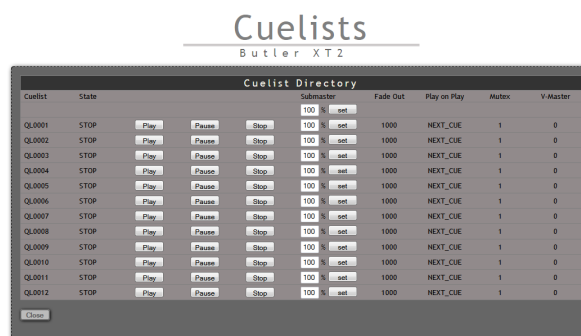 Cuelists
Butler XT2
Cuelist Directory
Cuelist State Submaster Fade Out Play on Play Mutex V-Master
100 % set
QL0001 STOP Play Pause Stop 100 % set 1000 NEXT_CUE 1 0
QL0002 STOP Play Pause Stop 100 % set 1000 NEXT_CUE 1 0
QL0003 STOP Play Pause Stop 100 % set 1000 NEXT_CUE 1 0
QL0004 STOP Play Pause Stop 100 % set 1000 NEXT_CUE 1 0
QL0005 STOP Play Pause Stop 100 % set 1000 NEXT_CUE 1 0
QL0006 STOP Play Pause Stop 100 % set 1000 NEXT_CUE 1 0
QL0007 STOP Play Pause Stop 100 % set 1000 NEXT_CUE 1 0
QL0008 STOP Play Pause Stop 100 % set 1000 NEXT_CUE 1 0
QL0009 STOP Play Pause Stop 100 % set 1000 NEXT_CUE 1 0
QL0010 STOP Play Pause Stop 100 % set 1000 NEXT_CUE 1 0
QL0011 STOP Play Pause Stop 100 % set 1000 NEXT_CUE 1 0
QL0012 STOP Play Pause Stop 100 % set 1000 NEXT_CUE 1 0
Close